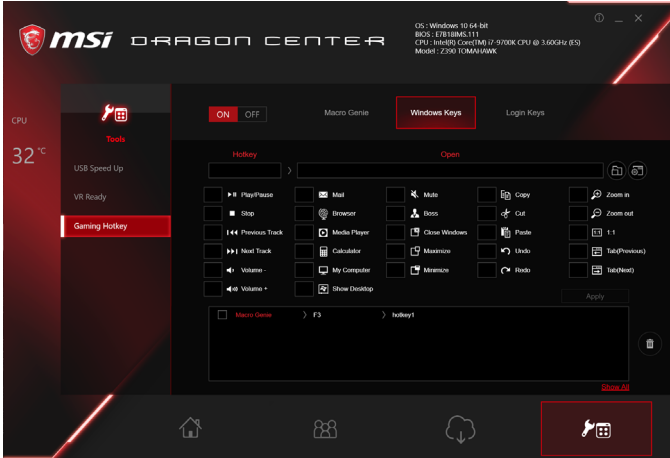 OS : Windows 10 64-bit
BIOS : E7B18IMS.111
CPU : Intel(R) Core(TM) i7-9700K CPU @ 3.60GHz (ES)
Model : Z390 TOMAHAWK
msi DRAGON CENTER
CPU
32°C
Tools
USB Speed Up
VR Ready
Gaming Hotkey
ON OFF Macro Genie Windows Keys Login Keys
Hotkey Open
Play/Pause Mail Mute Copy Zoom in
Stop Browser Boss Cut Zoom out
Previous Track Media Player Close Windows Paste 1:1 1:1
Next Track Calculator Maximize Undo Tab(Previous)
Volume - My Computer Minimize Redo Tab(Next)
Volume + Show Desktop
Apply
Macro Genie F3 hotkey1
Show All